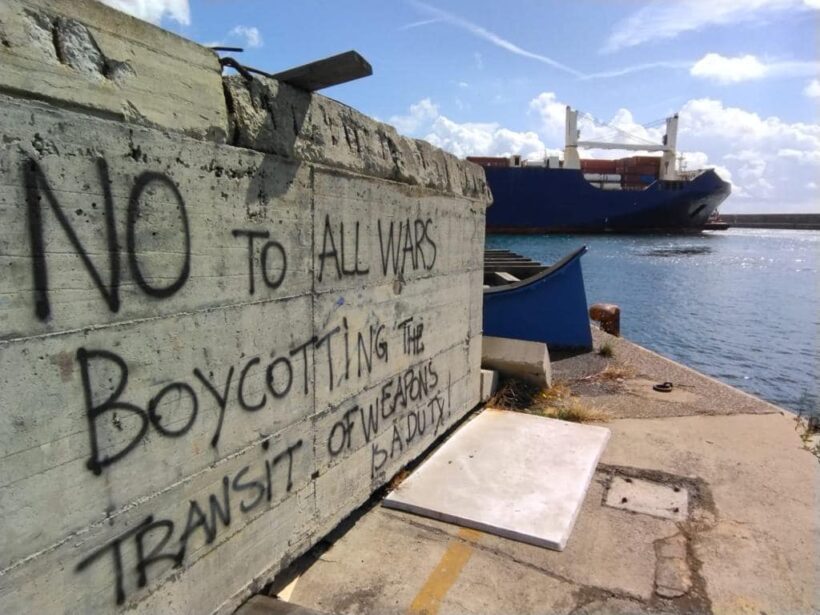 NO TO ALL WARS
BOYCOTTING THE
TRANSIT OF WEAPONS
IS A DUTY!